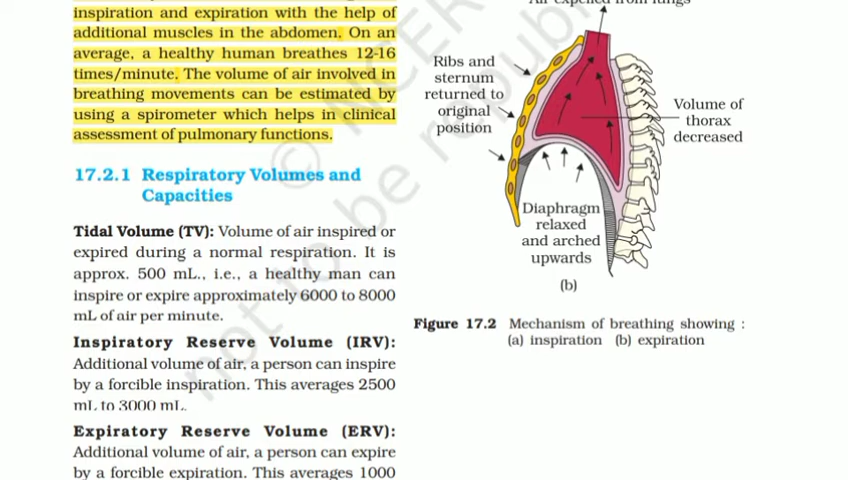 inspiration and expiration with the help of
additional muscles in the abdomen. On an
average, a healthy human breathes 12-16
times/minute. The volume of air involved in
breathing movements can be estimated by
using a spirometer which helps in clinical
assessment of pulmonary functions.
17.2.1 Respiratory Volumes and
Capacities
Tidal Volume (TV): Volume of air inspired or
expired during a normal respiration. It is
approx. 500 mL., i.e., a healthy man can
inspire or expire approximately 6000 to 8000
mL of air per minute.
Inspiratory Reserve Volume (IRV):
Additional volume of air, a person can inspire
by a forcible inspiration. This averages 2500
mL to 3000 mL.
Expiratory Reserve Volume (ERV):
Additional volume of air, a person can expire
by a forcible expiration. This averages 1000
Air expelled from lungs
Ribs and
sternum
returned to
original
position
Volume of
thorax
decreased
Diaphragm
relaxed
and arched
upwards
(b)
Figure 17.2 Mechanism of breathing showing :
(a) inspiration (b) expiration
© NCER
not to be republ